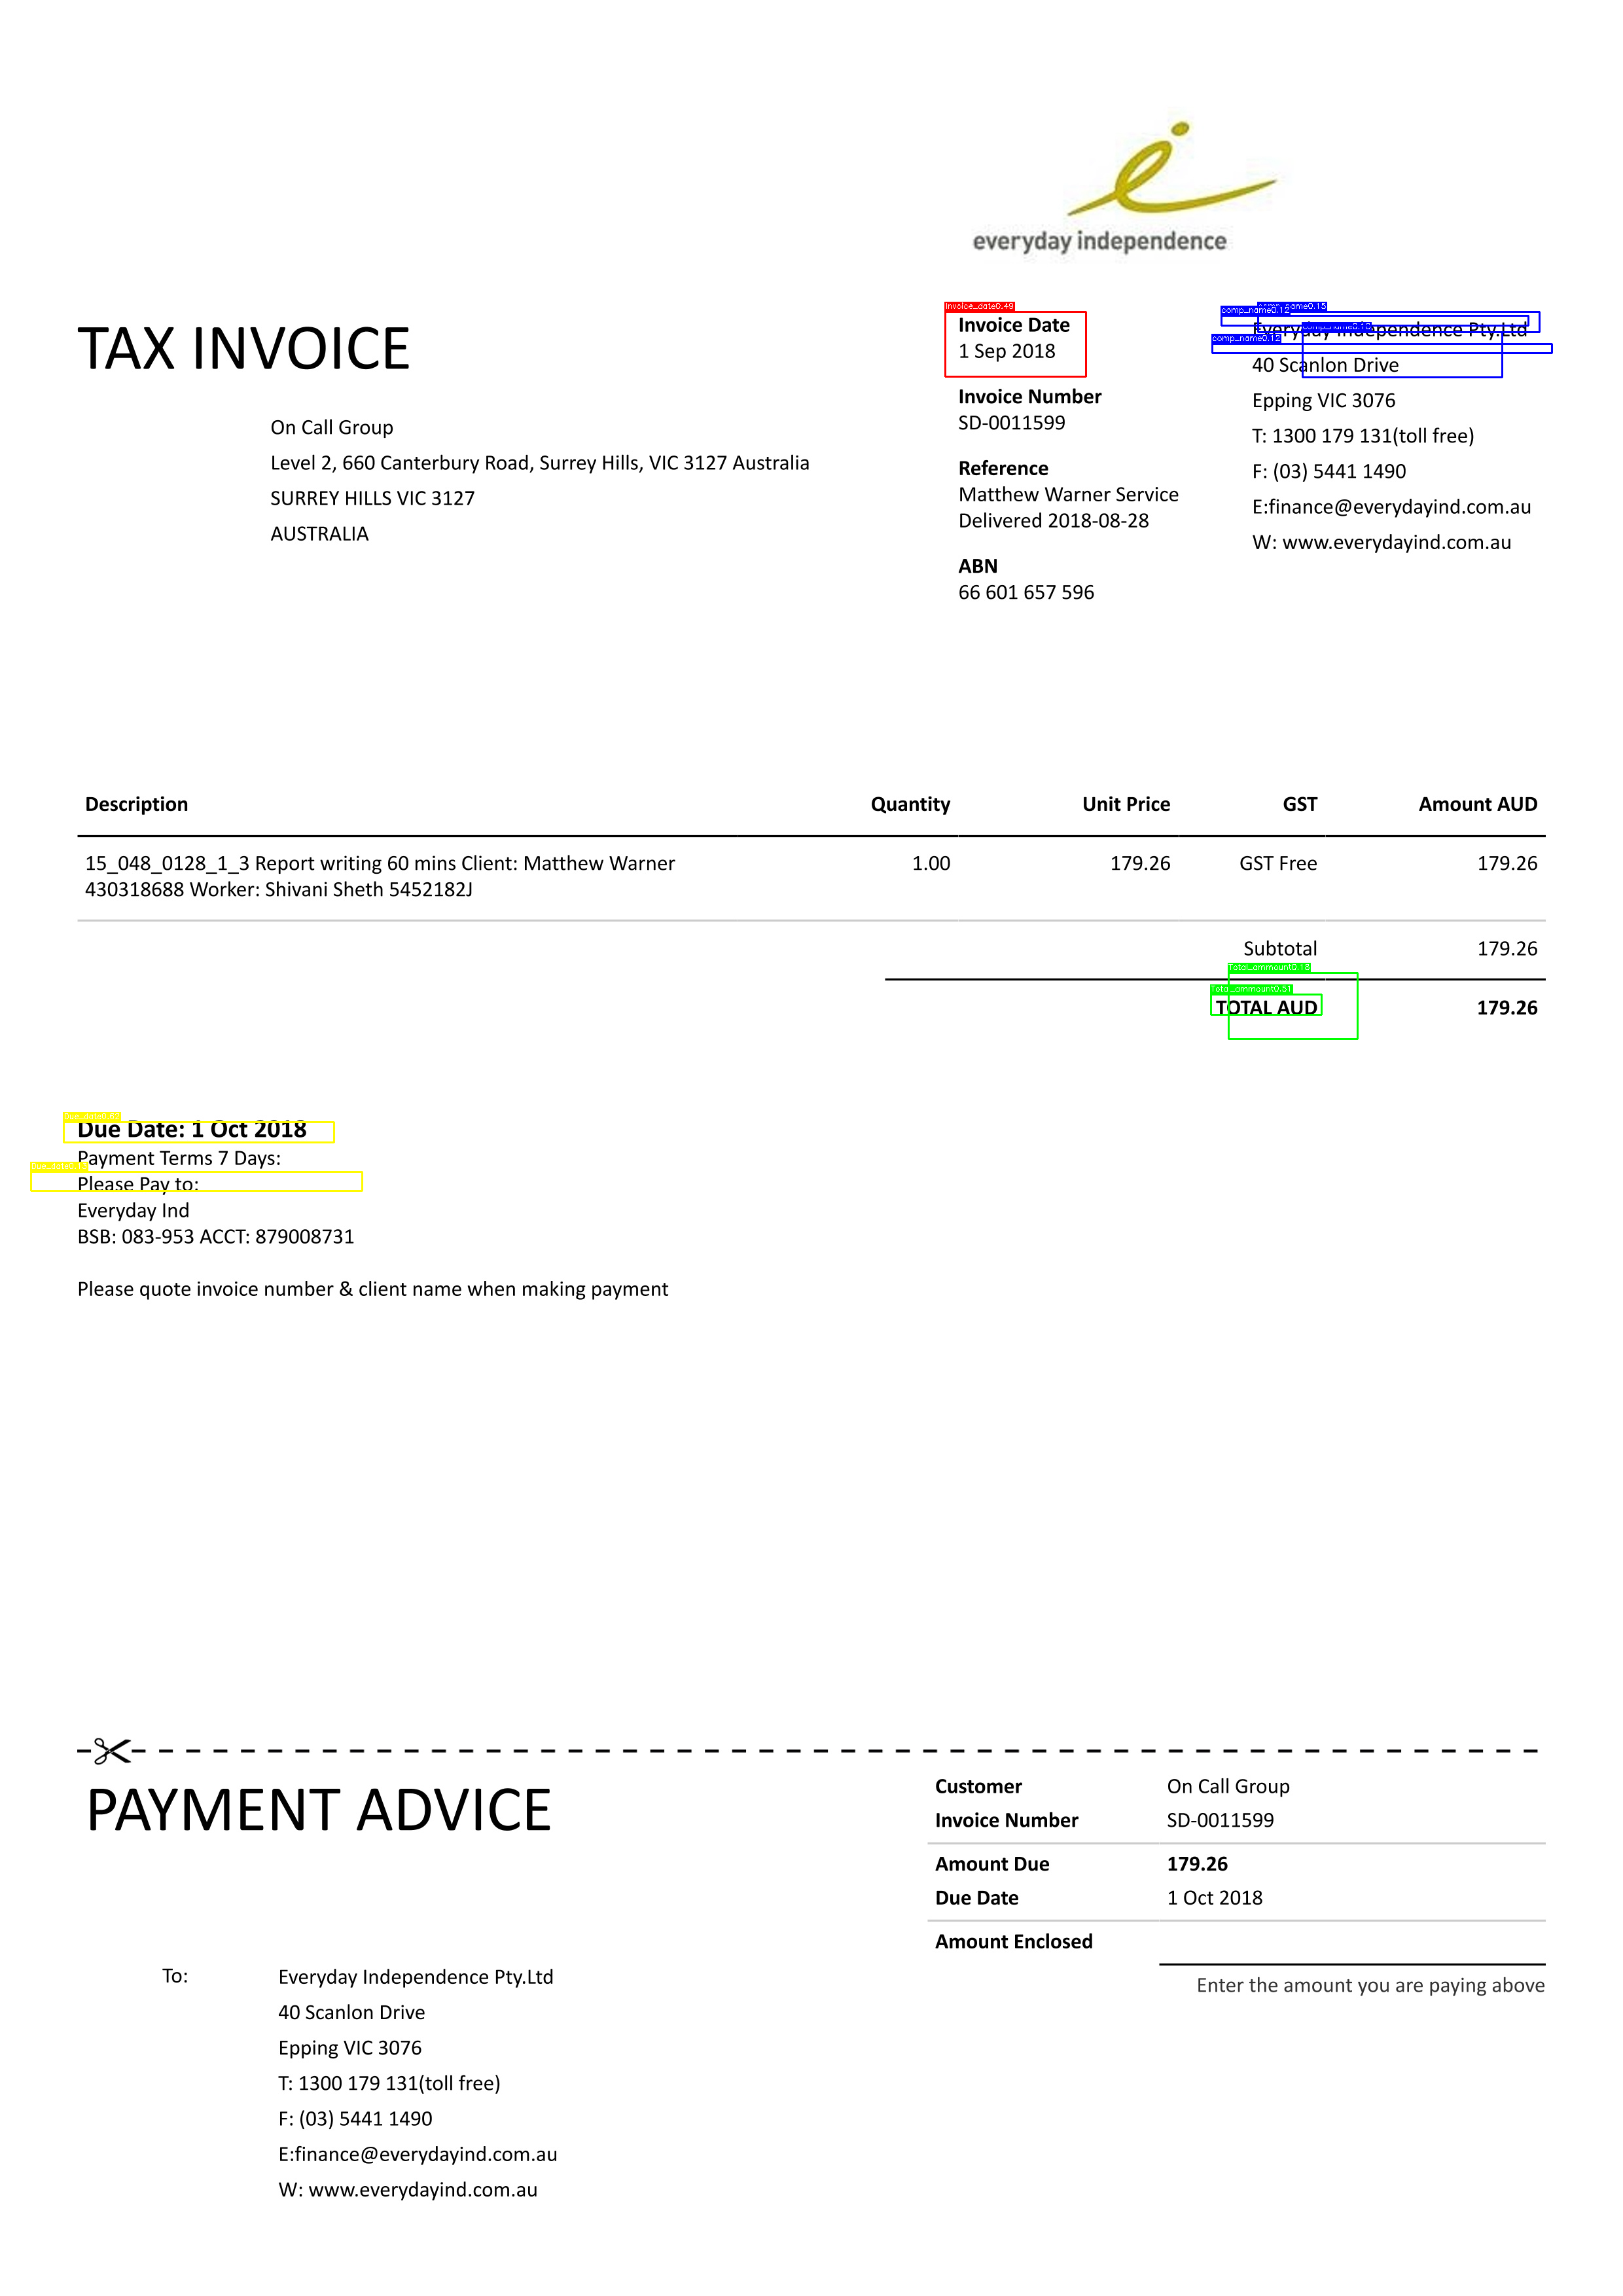 everyday independence
TAX INVOICE
On Call Group
Level 2, 660 Canterbury Road, Surrey Hills, VIC 3127 Australia
SURREY HILLS VIC 3127
AUSTRALIA
invoice_date0.49
Invoice Date
1 Sep 2018
Invoice Number
SD-0011599
Reference
Matthew Warner Service
Delivered 2018-08-28
ABN
66 601 657 596
comp_name0.15
comp_name0.12
comp_name0.12
Everyday Independence Pty.Ltd
40 Scanlon Drive
Epping VIC 3076
T: 1300 179 131(toll free)
F: (03) 5441 1490
E:finance@everydayind.com.au
W: www.everydayind.com.au
Description Quantity Unit Price GST Amount AUD
15_048_0128_1_3 Report writing 60 mins Client: Matthew Warner 1.00 179.26 GST Free 179.26
430318688 Worker: Shivani Sheth 5452182J
Subtotal 179.26
Total_ammount0.18
Total_ammount0.51
TOTAL AUD 179.26
Due Date: 1 Oct 2018
Payment Terms 7 Days:
Please Pay to:
Everyday Ind
BSB: 083-953 ACCT: 879008731
Please quote invoice number & client name when making payment
PAYMENT ADVICE
Customer On Call Group
Invoice Number SD-0011599
Amount Due 179.26
Due Date 1 Oct 2018
Amount Enclosed
Enter the amount you are paying above
To:
Everyday Independence Pty.Ltd
40 Scanlon Drive
Epping VIC 3076
T: 1300 179 131(toll free)
F: (03) 5441 1490
E:finance@everydayind.com.au
W: www.everydayind.com.au